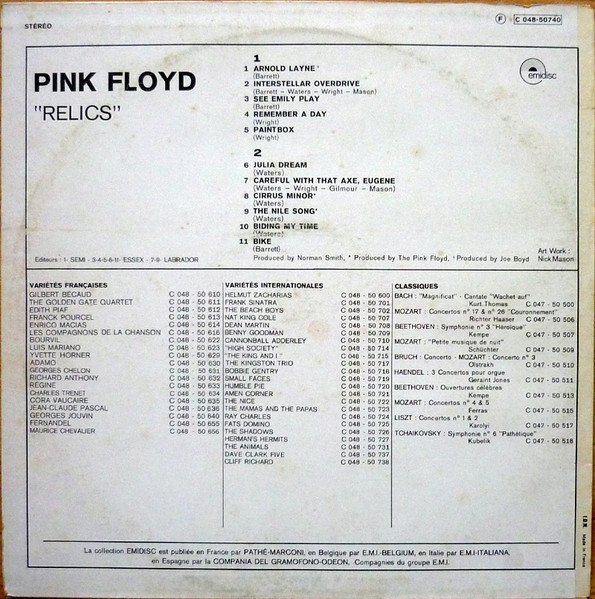 STÉRÉO
F C 048-50740
PINK FLOYD
"RELICS"
emidisc
1
1 ARNOLD LAYNE°
(Barrett)
2 INTERSTELLAR OVERDRIVE
(Barrett - Waters - Wright - Mason)
3 SEE EMILY PLAY
(Barrett)
4 REMEMBER A DAY
(Wright)
5 PAINTBOX
(Wright)
2
6 JULIA DREAM
(Waters)
7 CAREFUL WITH THAT AXE, EUGENE
(Waters - Wright - Gilmour - Mason)
8 CIRRUS MINOR*
(Waters)
9 THE NILE SONG*
(Waters)
10 BIDING MY TIME
(Waters)
11 BIKE
(Barrett)
Editeurs : 1- SEMI - 3-4-5-6-11- ESSEX - 7-9- LABRADOR
Produced by Norman Smith, * Produced by The Pink Floyd, ° Produced by Joe Boyd
Art Work :
Nick Mason
VARIÉTÉS FRANÇAISES
GILBERT BÉCAUD C 048 - 50 610
THE GOLDEN GATE QUARTET C 048 - 50 611
EDITH PIAF C 048 - 50 612
FRANCK POURCEL C 048 - 50 613
ENRICO MACIAS C 048 - 50 614
LES COMPAGNONS DE LA CHANSON C 048 - 50 616
BOURVIL C 048 - 50 622
LUIS MARIANO C 048 - 50 623
YVETTE HORNER C 048 - 50 629
ADAMO C 048 - 50 630
GEORGES CHELON C 048 - 50 631
RICHARD ANTHONY C 048 - 50 632
RÉGINE C 048 - 50 633
CHARLES TRENET C 048 - 50 634
CORA VAUCAIRE C 048 - 50 635
JEAN-CLAUDE PASCAL C 048 - 50 636
GEORGES JOUVIN C 048 - 50 640
FERNANDEL C 048 - 50 655
MAURICE CHEVALIER C 048 - 50 656
VARIÉTÉS INTERNATIONALES
HELMUT ZACHARIAS C 048 - 50 600
FRANK SINATRA C 048 - 50 701
THE BEACH BOYS C 048 - 50 702
NAT KING COLE C 048 - 50 707
DEAN MARTIN C 048 - 50 708
BENNY GOODMAN C 048 - 50 709
CANNONBALL ADDERLEY C 048 - 50 710
"HIGH SOCIETY" C 048 - 50 714
"THE KING AND I" C 048 - 50 715
THE KINGSTON TRIO C 048 - 50 717
BOBBIE GENTRY C 048 - 50 718
SMALL FACES C 048 - 50 719
HUMBLE PIE C 048 - 50 720
AMEN CORNER C 048 - 50 721
THE NICE C 048 - 50 722
THE MAMAS AND THE PAPAS C 048 - 50 723
RAY CHARLES C 048 - 50 724
FATS DOMINO C 048 - 50 725
THE SHADOWS C 048 - 50 726
HERMAN'S HERMITS C 048 - 50 727
THE ANIMALS C 048 - 50 731
DAVE CLARK FIVE C 048 - 50 737
CLIFF RICHARD C 048 - 50 738
CLASSIQUES
BACH : "Magnificat" - Cantate "Wachet auf"
Kurt Thomas C 047 - 50 500
MOZART : Concertos n° 17 & n° 26 "Couronnement"
Richter Haaser C 047 - 50 506
BEETHOVEN : Symphonie n° 3 "Héroïque"
Kempe C 047 - 50 507
MOZART : "Petite musique de nuit"
Schüchter C 047 - 50 509
BRUCH : Concerto - MOZART : Concerto n° 3
Oïstrakh C 047 - 50 510
HAENDEL : 3 Concertos pour orgue
Geraint Jones C 047 - 50 511
BEETHOVEN : Ouvertures célèbres
Kempe C 047 - 50 513
MOZART : Concertos n° 4 & 5
Ferras C 047 - 50 515
LISZT : Concertos n° 1 & 2
Karolyi C 047 - 50 517
TCHAIKOVSKY : Symphonie n° 6 "Pathétique"
Kubelik C 047 - 50 518
La collection EMIDISC est publiée en France par PATHÉ-MARCONI, en Belgique par E.M.I.-BELGIUM, en Italie par E.M.I-ITALIANA,
en Espagne par la COMPANIA DEL GRAMOFONO-ODEON, Compagnies du groupe E.M.I.
I.D.N. Made in France